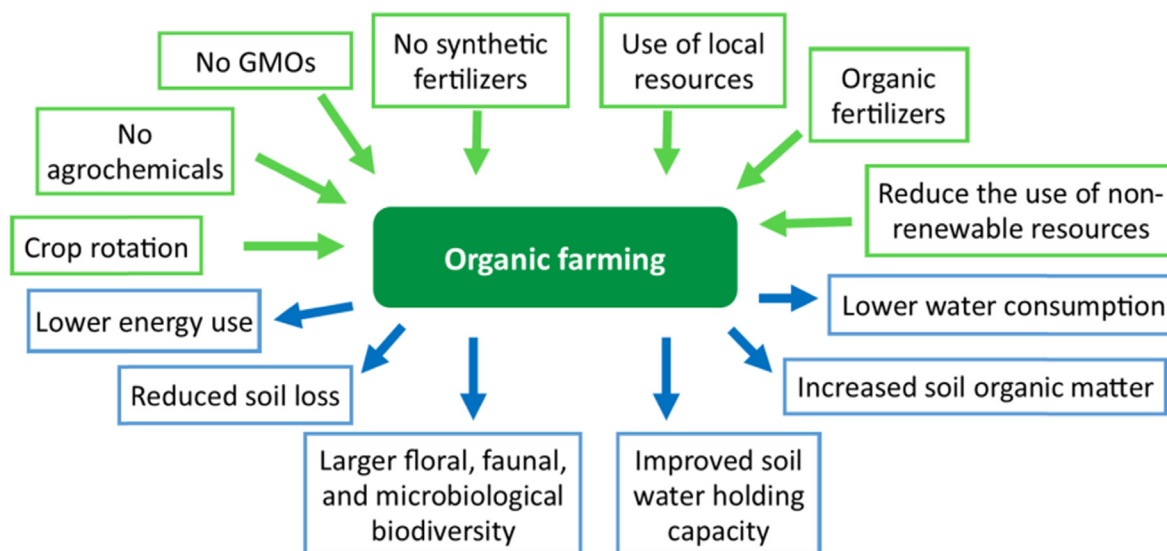 No GMOs
No synthetic
fertilizers
Use of local
resources
Organic
fertilizers
No
agrochemicals
Reduce the use of non-
renewable resources
Crop rotation
Organic farming
Lower energy use
Lower water consumption
Reduced soil loss
Increased soil organic matter
Larger floral, faunal,
and microbiological
biodiversity
Improved soil
water holding
capacity